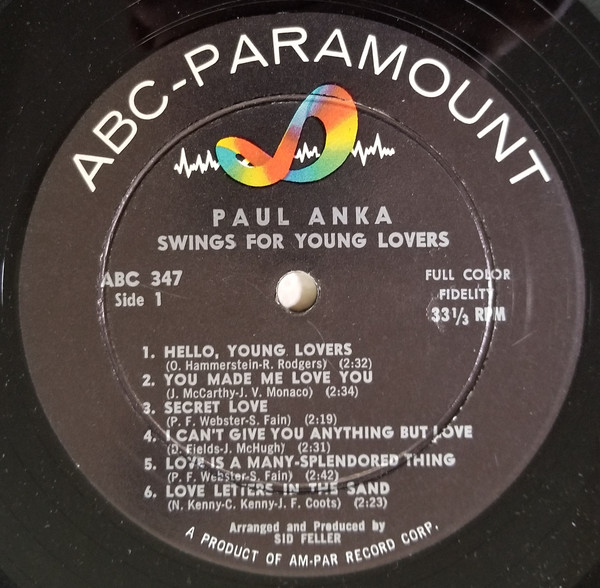 ABC-PARAMOUNT
PAUL ANKA
SWINGS FOR YOUNG LOVERS
ABC 347
Side 1
FULL COLOR
FIDELITY
33 1/3 RPM
1. HELLO, YOUNG LOVERS
(O. Hammerstein-R. Rodgers) (2:32)
2. YOU MADE ME LOVE YOU
(J. McCarthy-J. V. Monaco) (2:34)
3. SECRET LOVE
(P. F. Webster-S. Fain) (2:19)
4. I CAN'T GIVE YOU ANYTHING BUT LOVE
(D. Fields-J. McHugh) (2:31)
5. LOVE IS A MANY-SPLENDORED THING
(P. F. Webster-S. Fain) (2:42)
6. LOVE LETTERS IN THE SAND
(N. Kenny-C. Kenny-J. F. Coots) (2:23)
Arranged and Produced by
SID FELLER
A PRODUCT OF AM-PAR RECORD CORP.